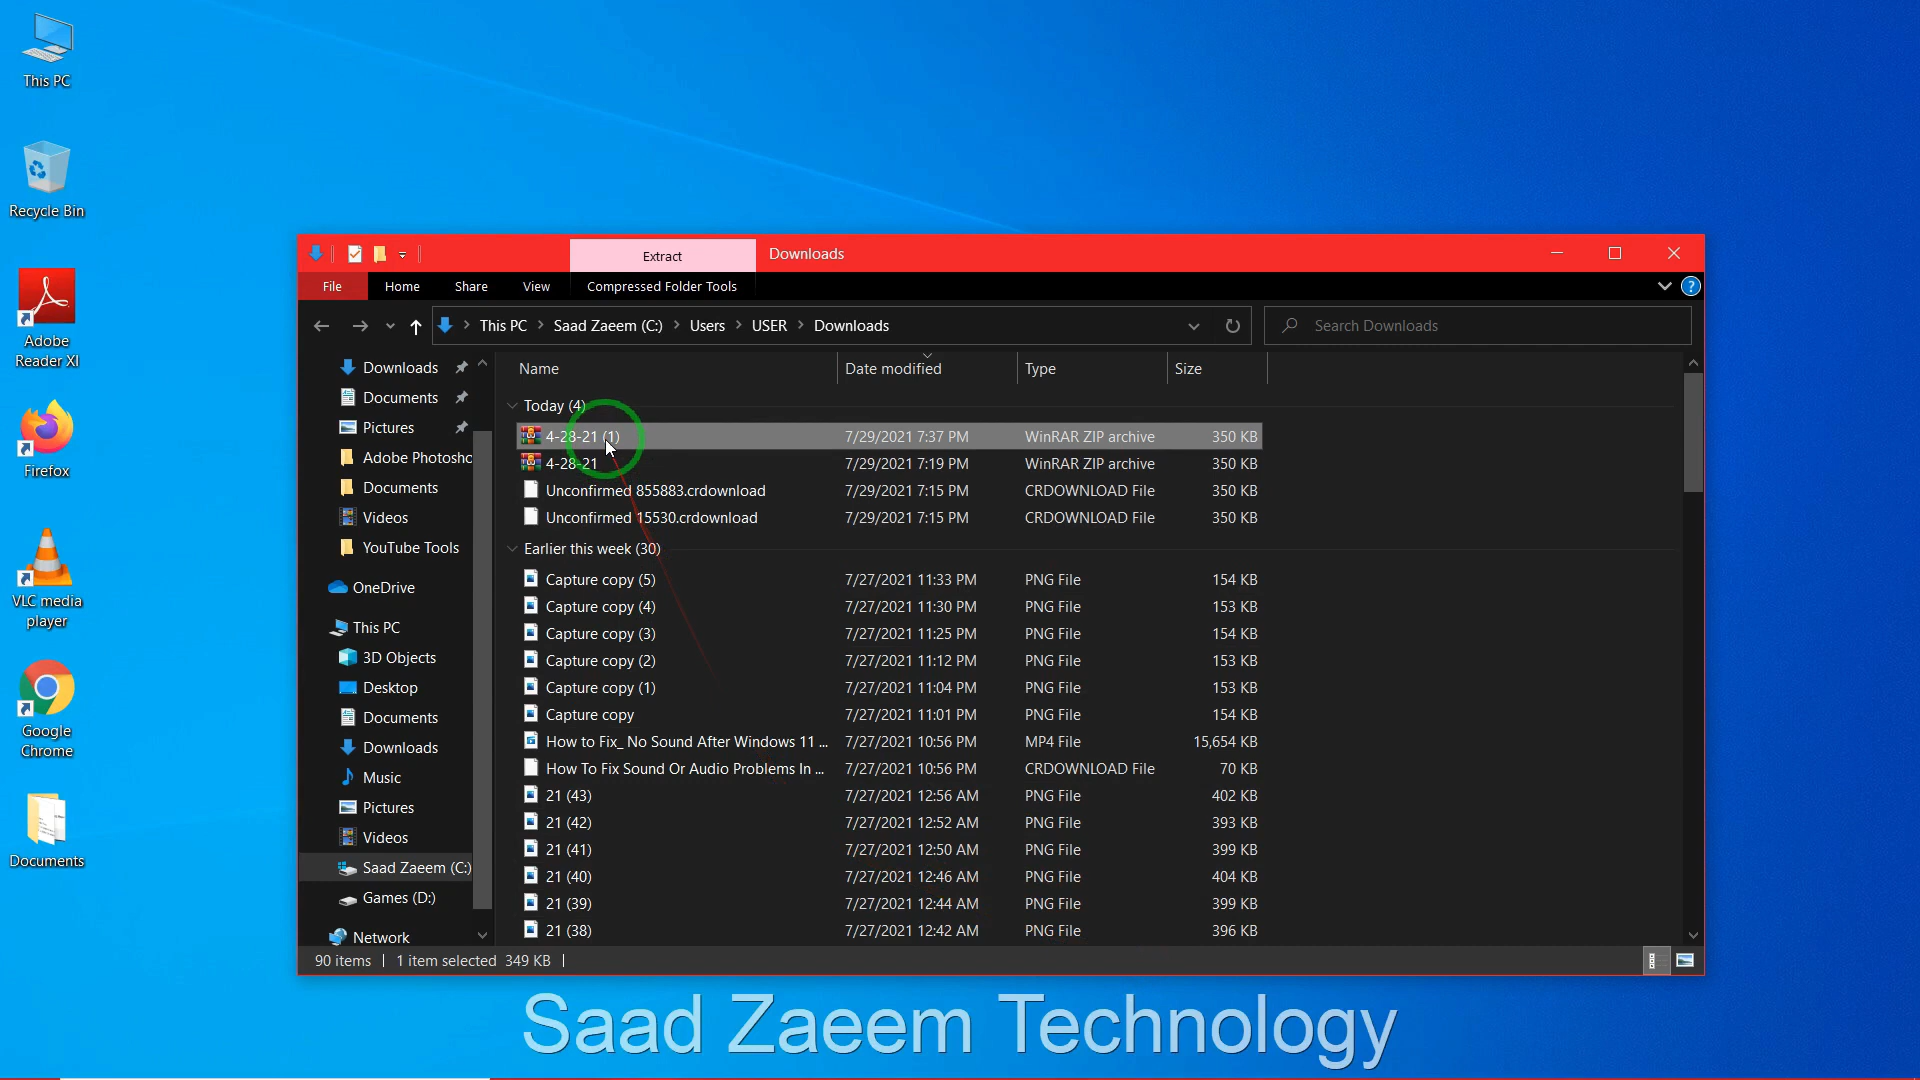 This PC
Recycle Bin
Adobe
Reader XI
Firefox
VLC media
player
Google
Chrome
Documents
Extract
Downloads
File
Home
Share
View
Compressed Folder Tools
?
This PC > Saad Zaeem (C:) > Users > USER > Downloads
Search Downloads
Downloads
Documents
Pictures
Adobe Photosho
Documents
Videos
YouTube Tools
OneDrive
This PC
3D Objects
Desktop
Documents
Downloads
Music
Pictures
Videos
Saad Zaeem (C:)
Games (D:)
Network
Name Date modified Type Size
Today (4)
4-28-21 (1) 7/29/2021 7:37 PM WinRAR ZIP archive 350 KB
4-28-21 7/29/2021 7:19 PM WinRAR ZIP archive 350 KB
Unconfirmed 855883.crdownload 7/29/2021 7:15 PM CRDOWNLOAD File 350 KB
Unconfirmed 15530.crdownload 7/29/2021 7:15 PM CRDOWNLOAD File 350 KB
Earlier this week (30)
Capture copy (5) 7/27/2021 11:33 PM PNG File 154 KB
Capture copy (4) 7/27/2021 11:30 PM PNG File 153 KB
Capture copy (3) 7/27/2021 11:25 PM PNG File 154 KB
Capture copy (2) 7/27/2021 11:12 PM PNG File 153 KB
Capture copy (1) 7/27/2021 11:04 PM PNG File 153 KB
Capture copy 7/27/2021 11:01 PM PNG File 154 KB
How to Fix_ No Sound After Windows 11 ... 7/27/2021 10:56 PM MP4 File 15,654 KB
How To Fix Sound Or Audio Problems In ... 7/27/2021 10:56 PM CRDOWNLOAD File 70 KB
21 (43) 7/27/2021 12:56 AM PNG File 402 KB
21 (42) 7/27/2021 12:52 AM PNG File 393 KB
21 (41) 7/27/2021 12:50 AM PNG File 399 KB
21 (40) 7/27/2021 12:46 AM PNG File 404 KB
21 (39) 7/27/2021 12:44 AM PNG File 399 KB
21 (38) 7/27/2021 12:42 AM PNG File 396 KB
90 items | 1 item selected 349 KB |
Saad Zaeem Technology